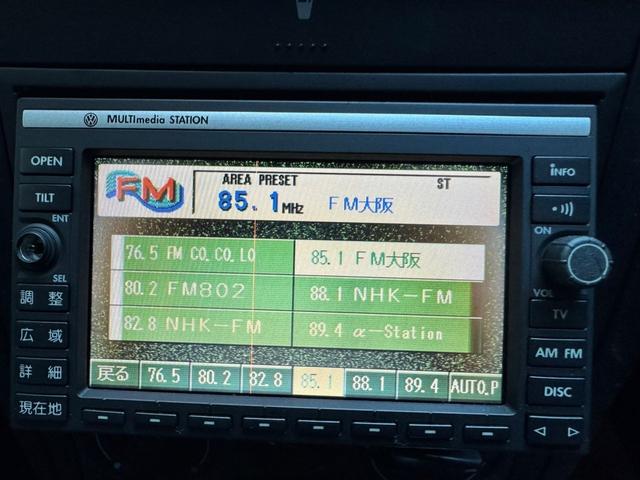 MULTImedia STATION
OPEN
TILT
ENT
SEL
調整
広域
詳細
現在地
FM
AREA PRESET
ST
85.1MHz FM大阪
76.5 FM CO.CO.LO
85.1 FM大阪
80.2 FM802
88.1 NHK-FM
82.8 NHK-FM
89.4 α-Station
戻る 76.5 80.2 82.8 85.1 88.1 89.4 AUTO.P
iNFO
ON
VOL
TV
AM FM
DISC